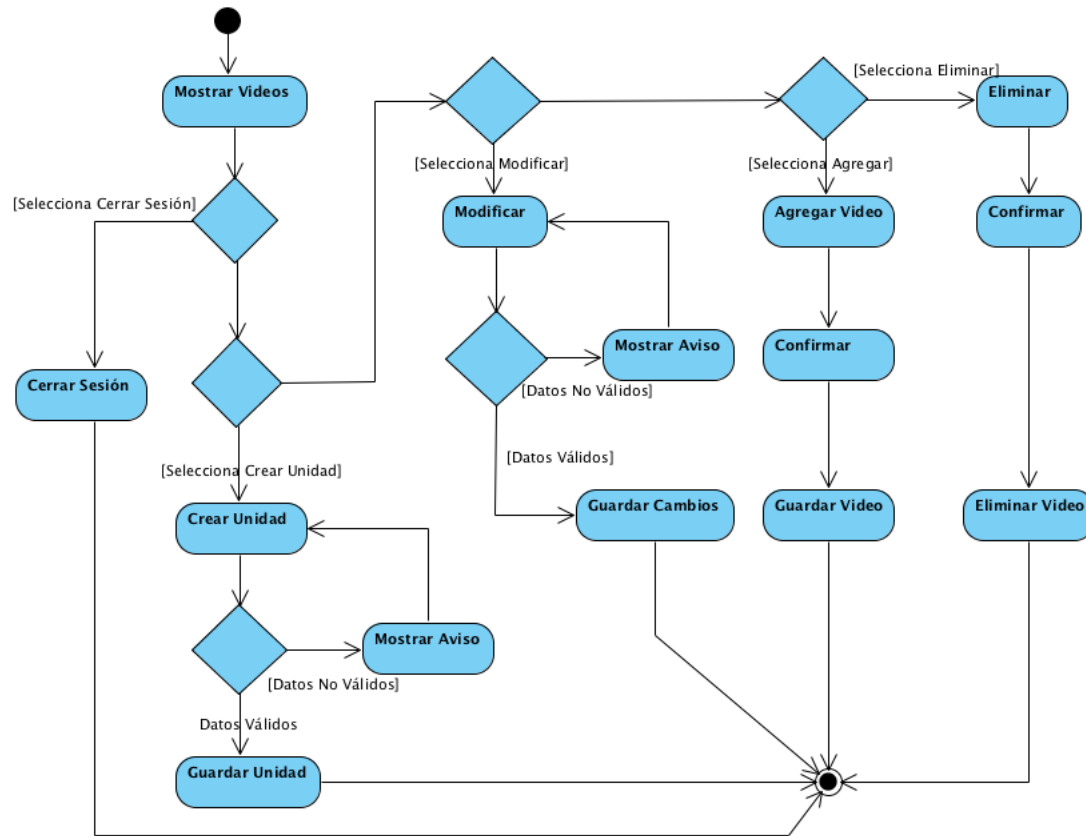 [Selecciona Eliminar]
Mostrar Videos
Eliminar
[Selecciona Modificar]
[Selecciona Agregar]
[Selecciona Cerrar Sesión]
Modificar
Agregar Video
Confirmar
Mostrar Aviso
Confirmar
Cerrar Sesión
[Datos No Válidos]
[Datos Válidos]
[Selecciona Crear Unidad]
Guardar Cambios
Guardar Video
Eliminar Video
Crear Unidad
Mostrar Aviso
[Datos No Válidos]
Datos Válidos
Guardar Unidad